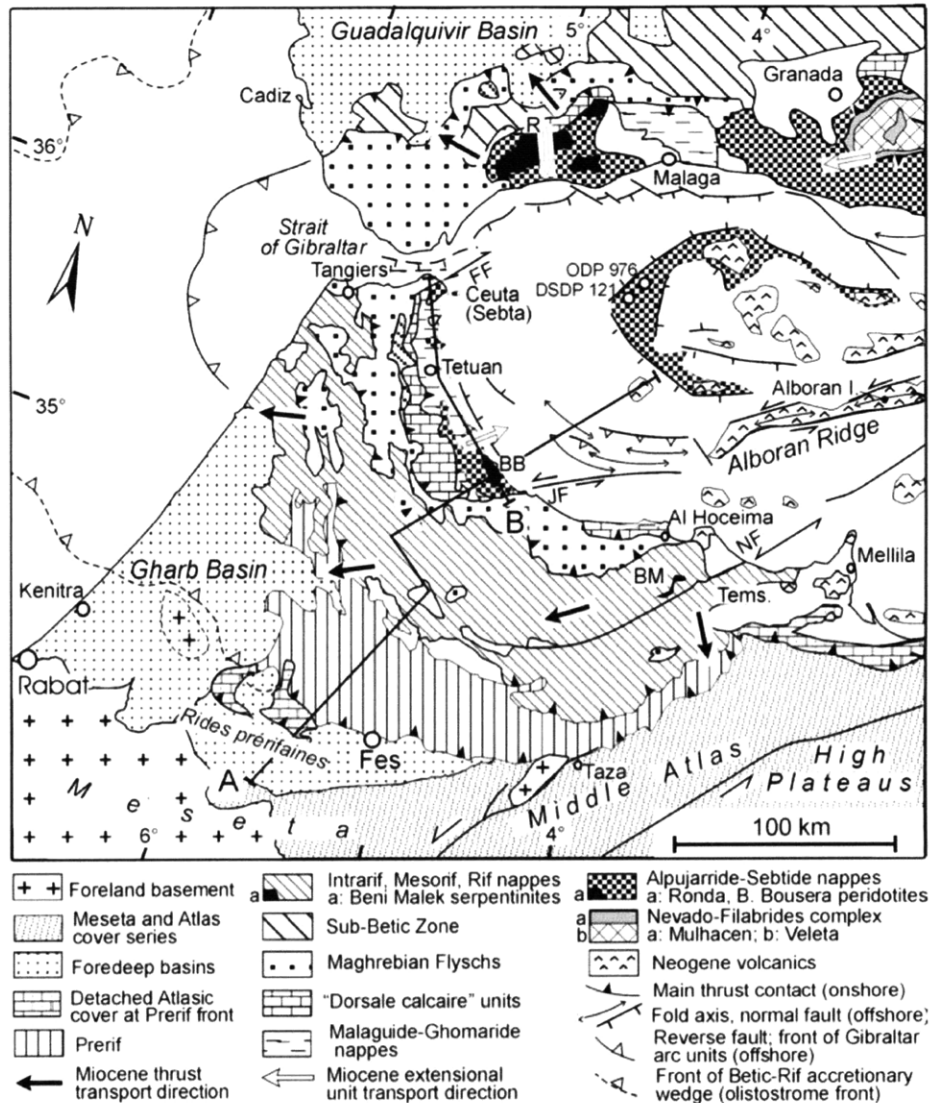 Guadalquivir Basin
5°
4°
Granada
Cadiz
36°
R
Malaga
N
Strait
of Gibraltar
Tangiers
FF
Ceuta
(Sebta)
ODP 976
DSDP 121
Tetuan
35°
Alboran I.
Alboran Ridge
BB
JF
B
Al Hoceima
NF
Mellila
Gharb Basin
BM
Tems.
Kenitra
Rabat
Rides prérifaines
Fes
Taza
A
Middle Atlas
High
Plateaus
Meseta
6°
4°
100 km
Foreland basement
Meseta and Atlas
cover series
Foredeep basins
Detached Atlasic
cover at Prerif front
Prerif
Miocene thrust
transport direction
a
Intrarif, Mesorif, Rif nappes
a: Beni Malek serpentinites
Sub-Betic Zone
Maghrebian Flyschs
"Dorsale calcaire" units
Malaguide-Ghomaride
nappes
Miocene extensional
unit transport direction
a
Alpujarride-Sebtide nappes
a: Ronda, B. Bousera peridotites
a
b
Nevado-Filabrides complex
a: Mulhacen; b: Veleta
Neogene volcanics
Main thrust contact (onshore)
Fold axis, normal fault (offshore)
Reverse fault; front of Gibraltar
arc units (offshore)
Front of Betic-Rif accretionary
wedge (olistostrome front)